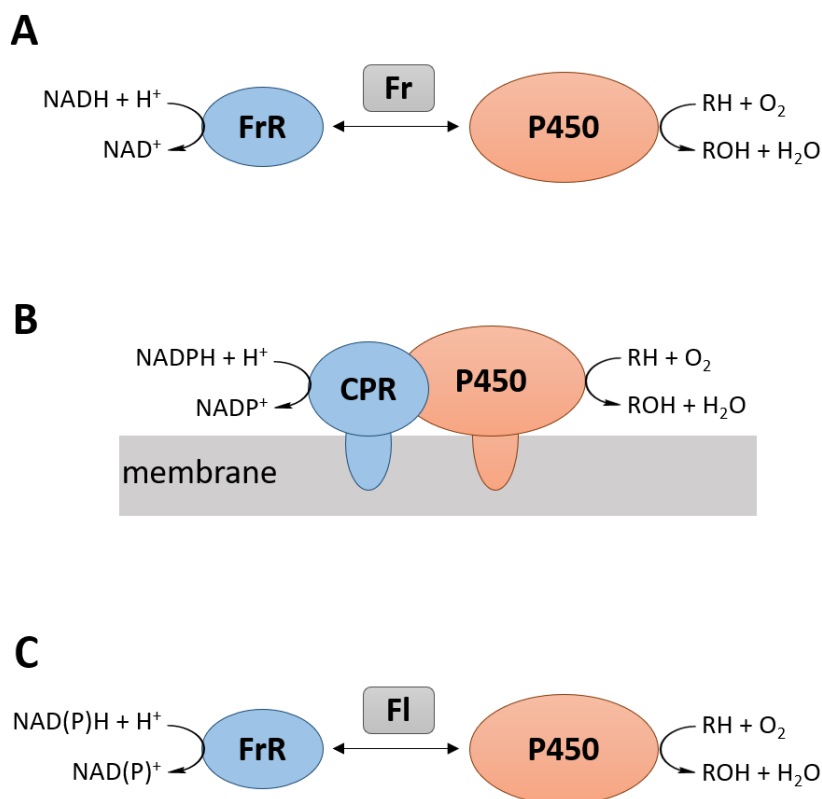 A
NADH + H⁺
NAD⁺
FrR
Fr
P450
RH + O₂
ROH + H₂O
B
NADPH + H⁺
NADP⁺
CPR
P450
RH + O₂
ROH + H₂O
membrane
C
NAD(P)H + H⁺
NAD(P)⁺
FrR
Fl
P450
RH + O₂
ROH + H₂O